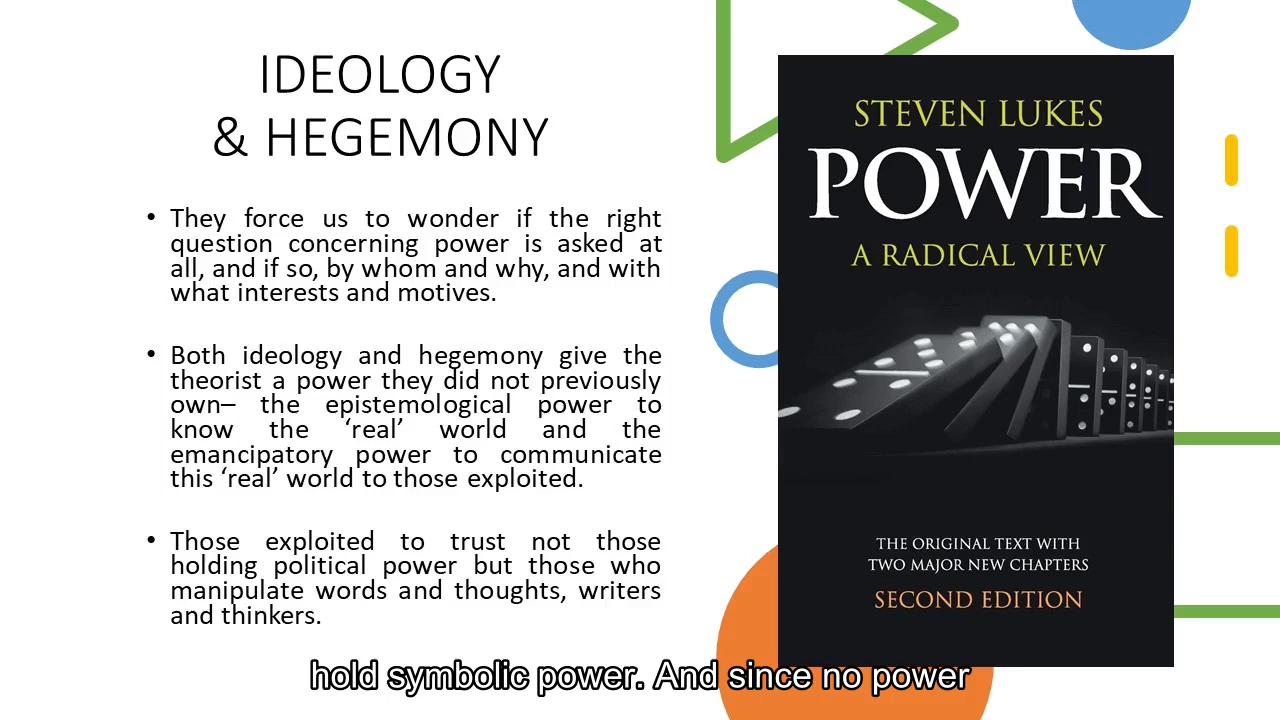 IDEOLOGY
& HEGEMONY
• They force us to wonder if the right
question concerning power is asked at
all, and if so, by whom and why, and with
what interests and motives.
• Both ideology and hegemony give the
theorist a power they did not previously
own– the epistemological power to
know the ‘real’ world and the
emancipatory power to communicate
this ‘real’ world to those exploited.
• Those exploited to trust not those
holding political power but those who
manipulate words and thoughts, writers
and thinkers.
STEVEN LUKES
POWER
A RADICAL VIEW
THE ORIGINAL TEXT WITH
TWO MAJOR NEW CHAPTERS
SECOND EDITION
hold symbolic power. And since no power